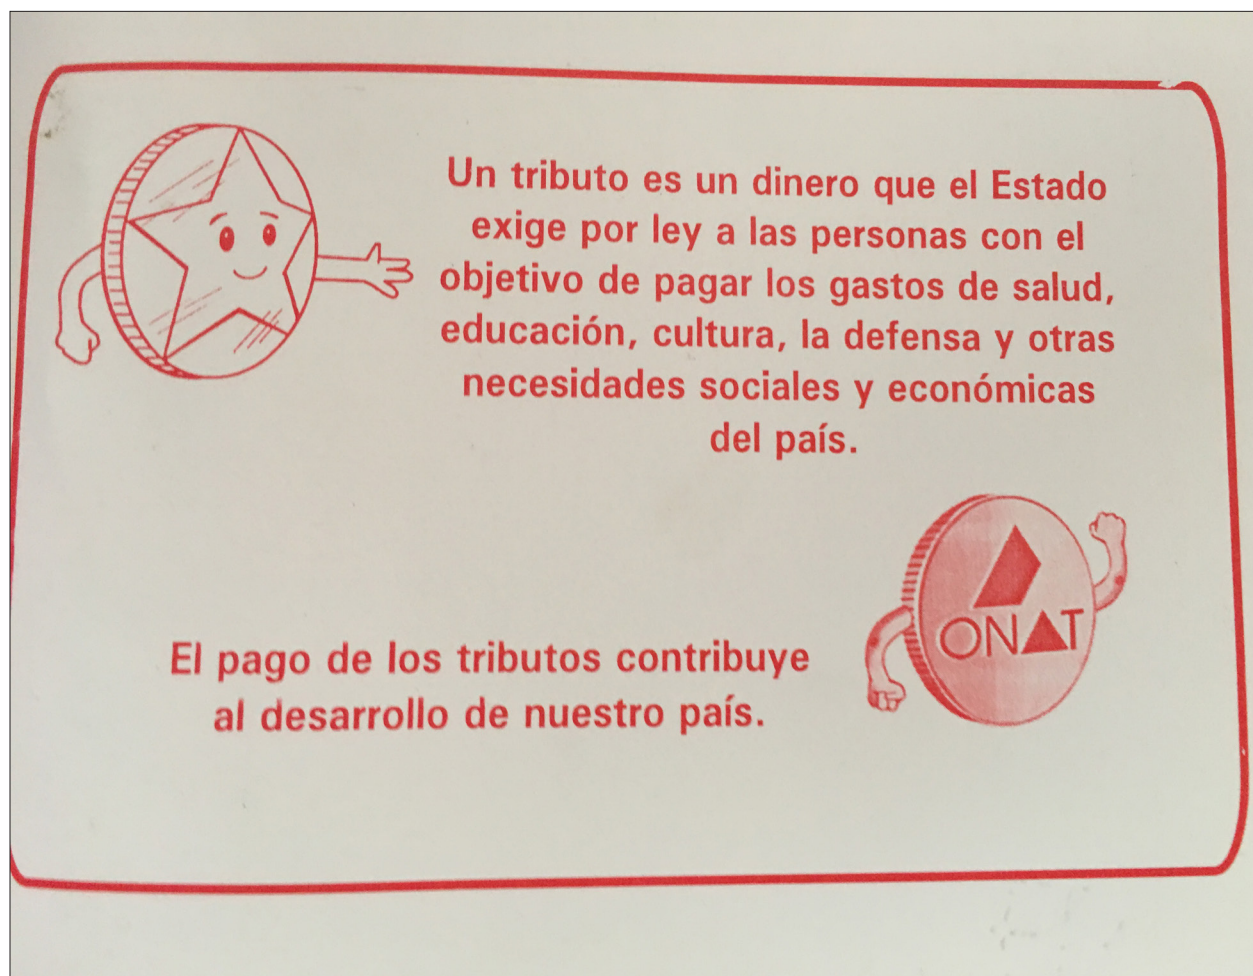 Un tributo es un dinero que el Estado
exige por ley a las personas con el
objetivo de pagar los gastos de salud,
educación, cultura, la defensa y otras
necesidades sociales y económicas
del país.
ONAT
El pago de los tributos contribuye
al desarrollo de nuestro país.